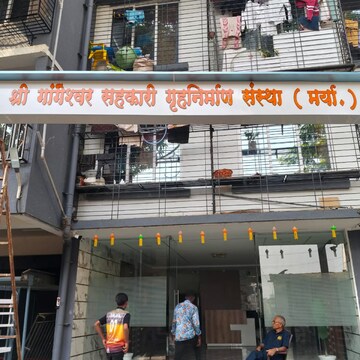 श्री गांगेश्वर सहकारी गृहनिर्माण संस्था ( मर्या. )